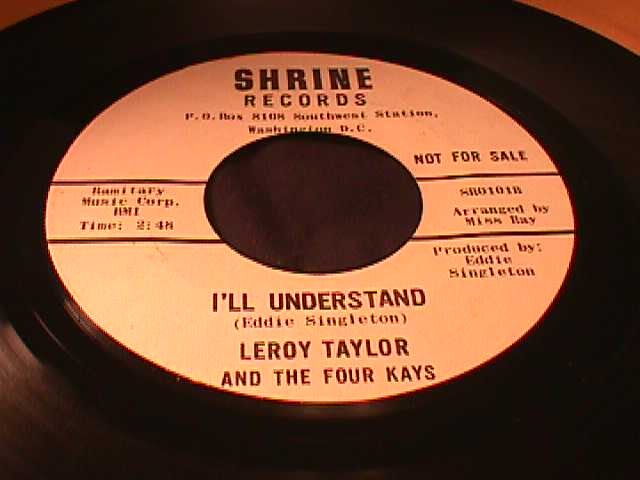 SHRINE
RECORDS
P.O.Box 8108 Southwest Station,
Washington D.C.
NOT FOR SALE
Ramitary
Music Corp.
BMI
Time: 2:48
SR0101B
Arranged by
Miss Ray
Produced by:
Eddie
Singleton
I'LL UNDERSTAND
(Eddie Singleton)
LEROY TAYLOR
AND THE FOUR KAYS